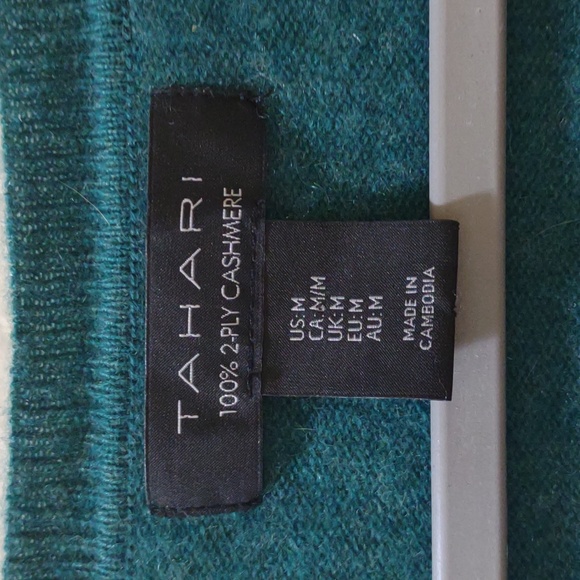 TAHARI
100% 2-PLY CASHMERE
US:M
CA:M/M
UK:M
EU:M
AU:M
MADE IN
CAMBODIA